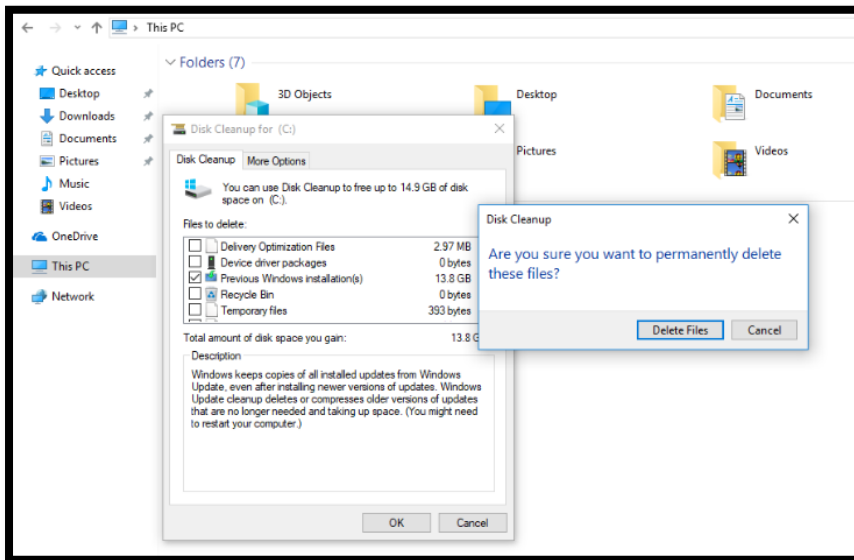 This PC
Quick access
Desktop
Downloads
Documents
Pictures
Music
Videos
OneDrive
This PC
Network
Folders (7)
3D Objects
Desktop
Documents
Pictures
Videos
Disk Cleanup for (C:)
Disk Cleanup
More Options
You can use Disk Cleanup to free up to 14.9 GB of disk
space on (C:).
Files to delete:
Delivery Optimization Files 2.97 MB
Device driver packages 0 bytes
Previous Windows installation(s) 13.8 GB
Recycle Bin 0 bytes
Temporary files 393 bytes
Total amount of disk space you gain: 13.8 G
Description
Windows keeps copies of all installed updates from Windows
Update, even after installing newer versions of updates. Windows
Update cleanup deletes or compresses older versions of updates
that are no longer needed and taking up space. (You might need
to restart your computer.)
OK
Cancel
Disk Cleanup
Are you sure you want to permanently delete
these files?
Delete Files
Cancel